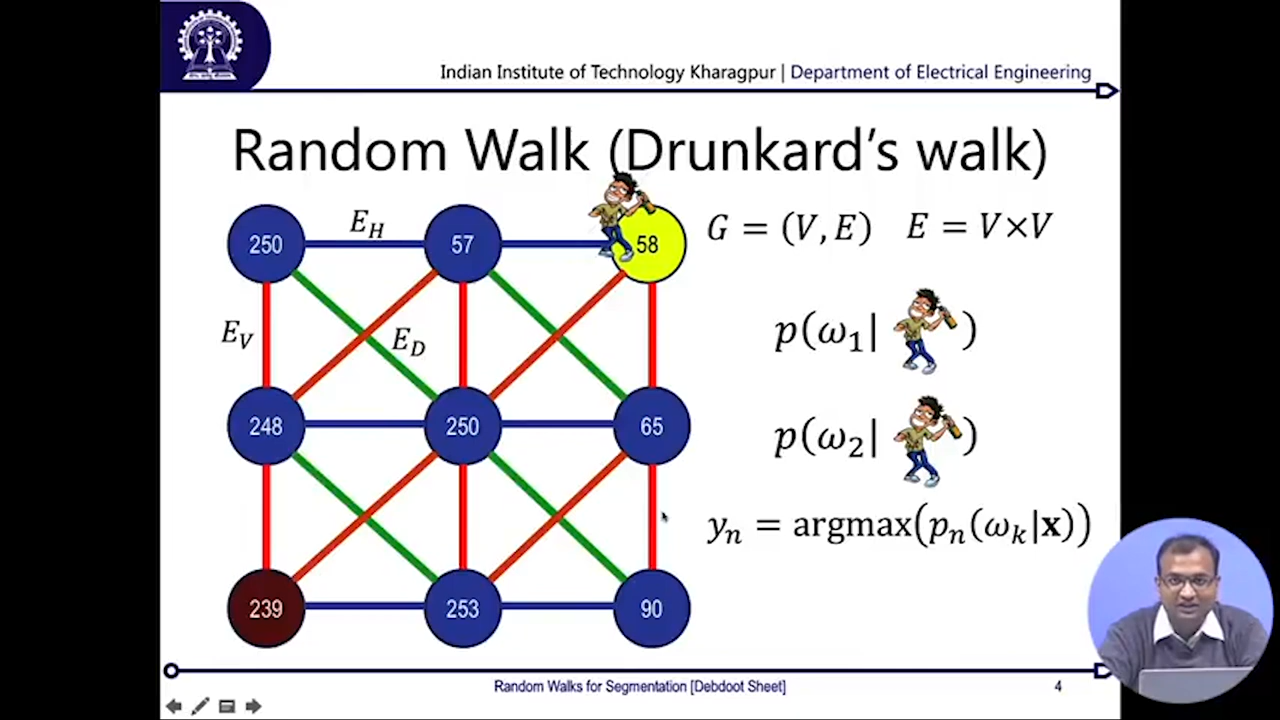 Indian Institute of Technology Kharagpur | Department of Electrical Engineering
Random Walk (Drunkard's walk)
250 E_H 57 58
G = (V, E) E = V×V
E_V E_D
p(ω₁| )
248 250 65
p(ω₂| )
yₙ = argmax(pₙ(ωₖ|𝐱))
239 253 90
Random Walks for Segmentation [Debdoot Sheet] 4